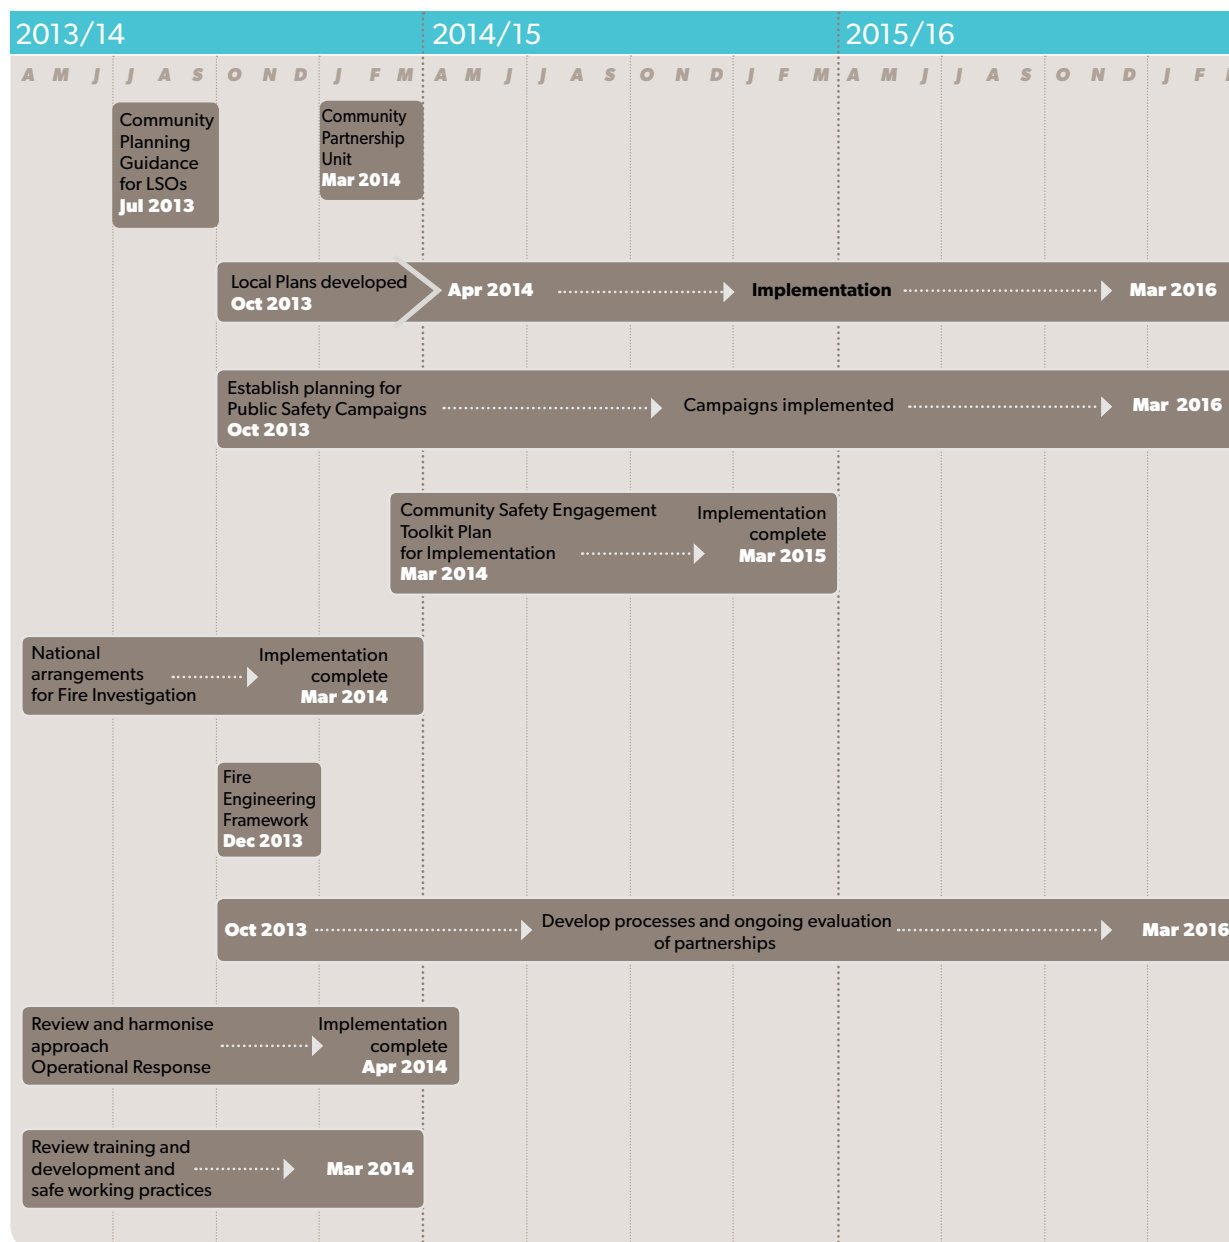 2013/14 2014/15 2015/16
A M J J A S O N D J F M A M J J A S O N D J F M A M J J A S O N D J F
Community
Planning
Guidance
for LSOs
Jul 2013
Community
Partnership
Unit
Mar 2014
Local Plans developed
Oct 2013
Apr 2014
Implementation
Mar 2016
Establish planning for
Public Safety Campaigns
Oct 2013
Campaigns implemented
Mar 2016
Community Safety Engagement
Toolkit Plan
for Implementation
Mar 2014
Implementation
complete
Mar 2015
National
arrangements
for Fire Investigation
Implementation
complete
Mar 2014
Fire
Engineering
Framework
Dec 2013
Oct 2013
Develop processes and ongoing evaluation
of partnerships
Mar 2016
Review and harmonise
approach
Operational Response
Implementation
complete
Apr 2014
Review training and
development and
safe working practices
Mar 2014